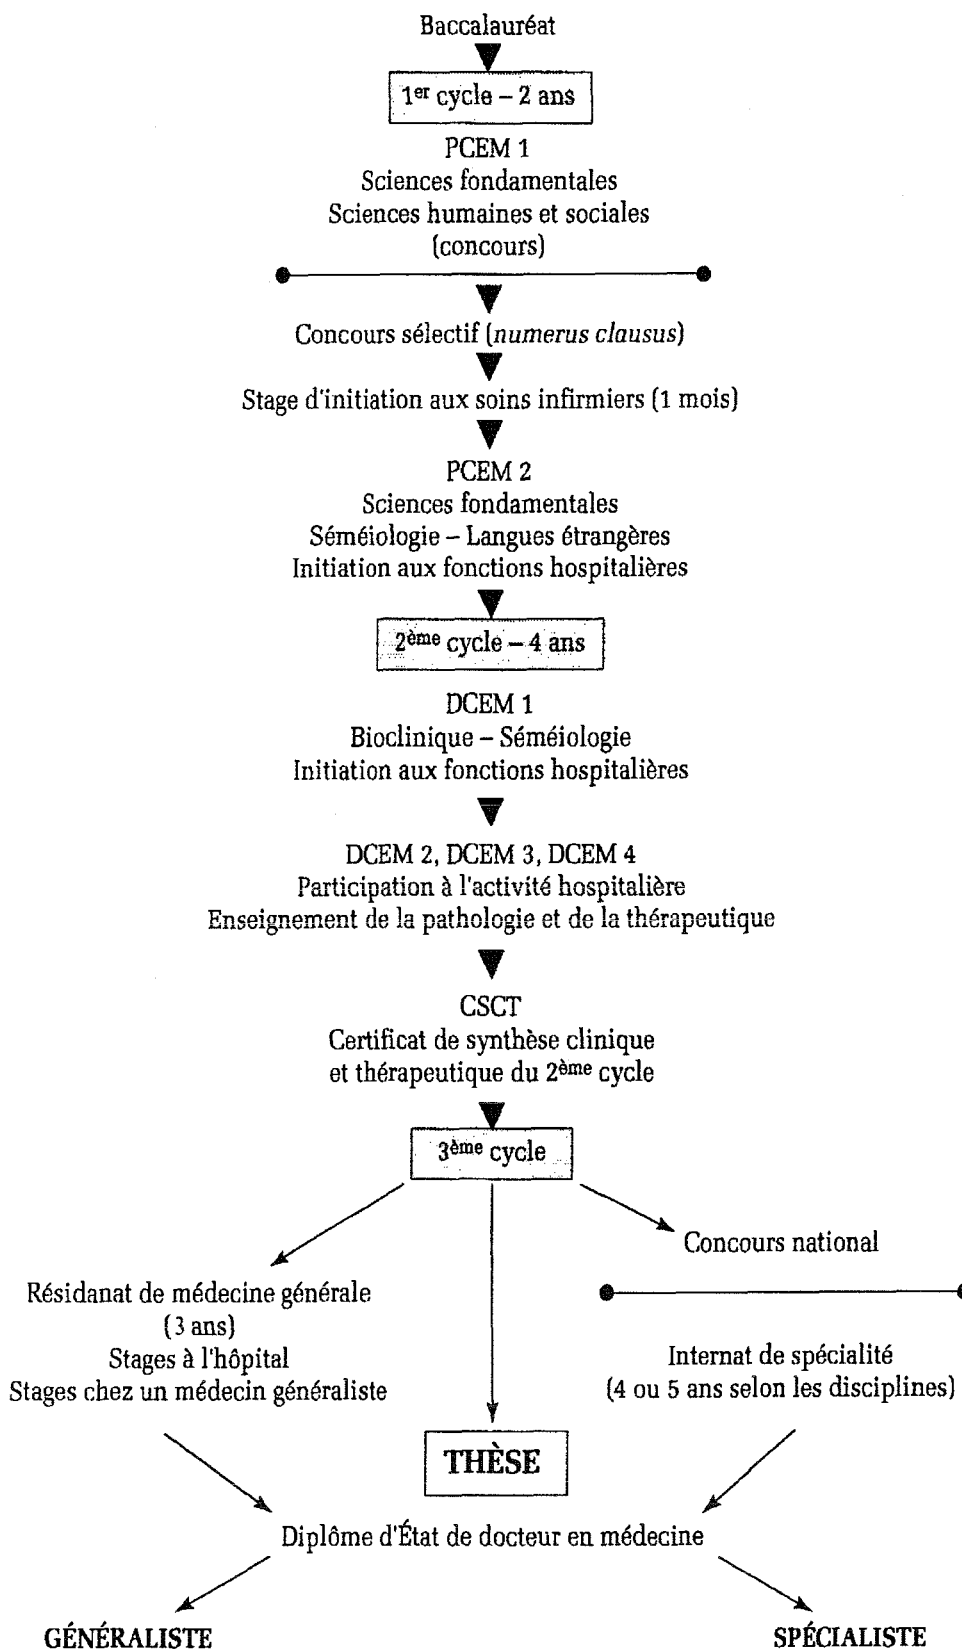 Baccalauréat
1er cycle – 2 ans
PCEM 1
Sciences fondamentales
Sciences humaines et sociales
(concours)
Concours sélectif (numerus clausus)
Stage d'initiation aux soins infirmiers (1 mois)
PCEM 2
Sciences fondamentales
Séméiologie – Langues étrangères
Initiation aux fonctions hospitalières
2ème cycle – 4 ans
DCEM 1
Bioclinique – Séméiologie
Initiation aux fonctions hospitalières
DCEM 2, DCEM 3, DCEM 4
Participation à l'activité hospitalière
Enseignement de la pathologie et de la thérapeutique
CSCT
Certificat de synthèse clinique
et thérapeutique du 2ème cycle
3ème cycle
Concours national
Résidanat de médecine générale
(3 ans)
Stages à l'hôpital
Stages chez un médecin généraliste
Internat de spécialité
(4 ou 5 ans selon les disciplines)
THÈSE
Diplôme d'État de docteur en médecine
GÉNÉRALISTE
SPÉCIALISTE